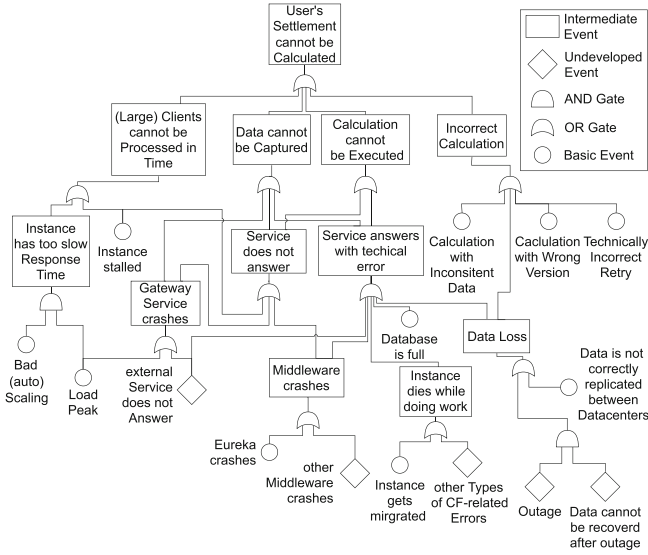 User's
Settlement
cannot be
Calculated
Intermediate
Event
Undeveloped
Event
AND Gate
OR Gate
Basic Event
(Large) Clients
cannot be
Processed in
Time
Data cannot
be Captured
Calculation
cannot
be Executed
Incorrect
Calculation
Instance
has too slow
Response
Time
Instance
stalled
Service
does not
answer
Service answers
with techical
error
Calculation
with
Inconsitent
Data
Caclulation
with Wrong
Version
Technically
Incorrect
Retry
Gateway
Service
crashes
Database
is full
Data Loss
Bad
(auto)
Scaling
Load
Peak
external
Service
does not
Answer
Middleware
crashes
Instance
dies while
doing work
Data is not
correctly
replicated
between
Datacenters
Eureka
crashes
other
Middleware
crashes
Instance
gets
mirgrated
other Types
of CF-related
Errors
Outage
Data cannot
be recoverd
after outage